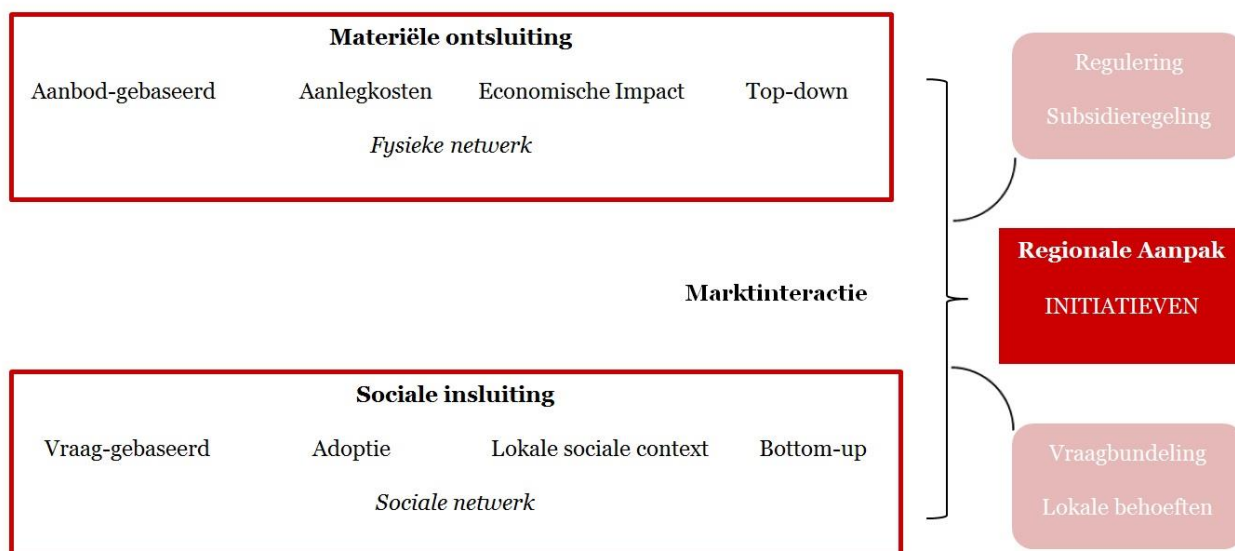 Materiële ontsluiting
Aanbod-gebaseerd Aanlegkosten Economische Impact Top-down
Fysieke netwerk
Regulering
Subsidieregeling
Marktinteractie
Regionale Aanpak
INITIATIEVEN
Sociale insluiting
Vraag-gebaseerd Adoptie Lokale sociale context Bottom-up
Sociale netwerk
Vraagbundeling
Lokale behoeften